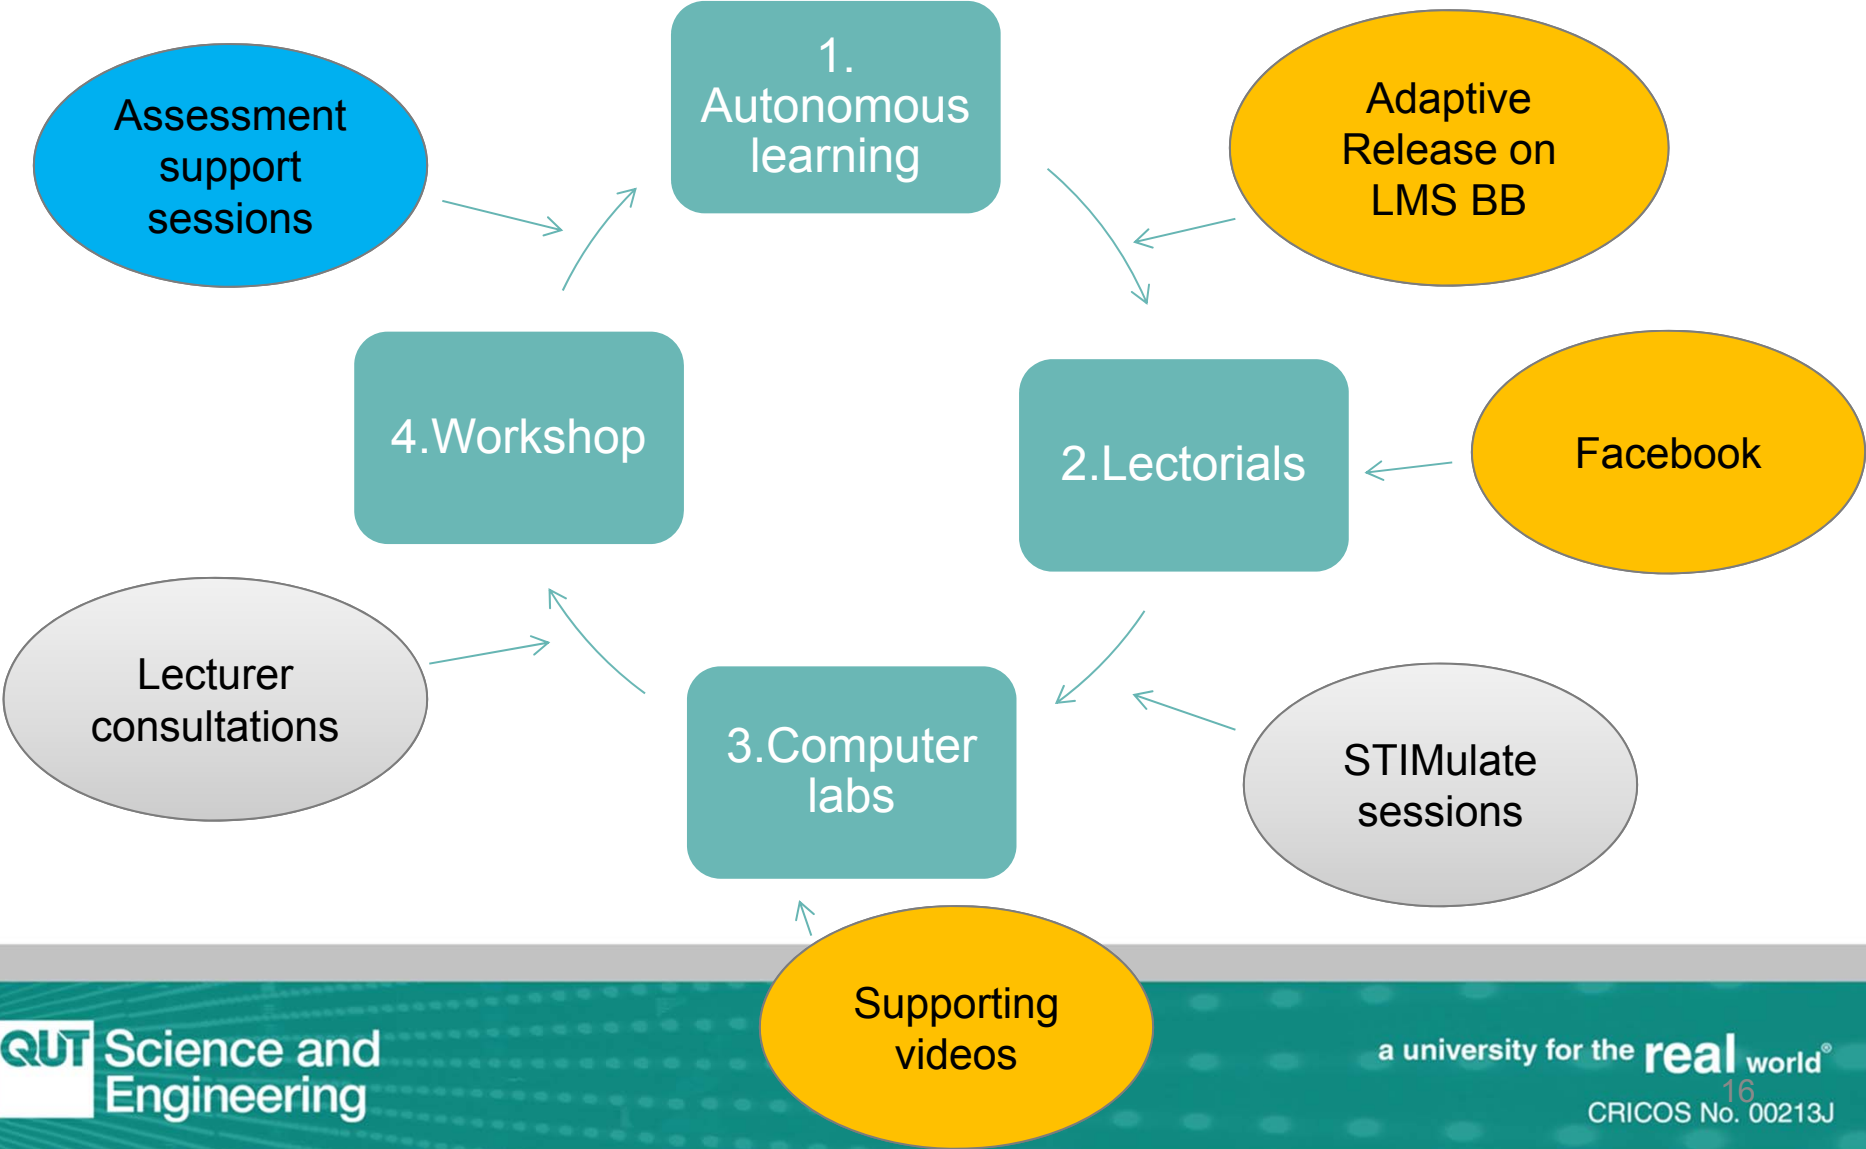 1.
Autonomous
learning
Adaptive
Release on
LMS BB
Assessment
support
sessions
4.Workshop
2.Lectorials
Facebook
Lecturer
consultations
3.Computer
labs
STIMulate
sessions
Supporting
videos
QUT Science and
Engineering
a university for the real world®
16
CRICOS No. 00213J